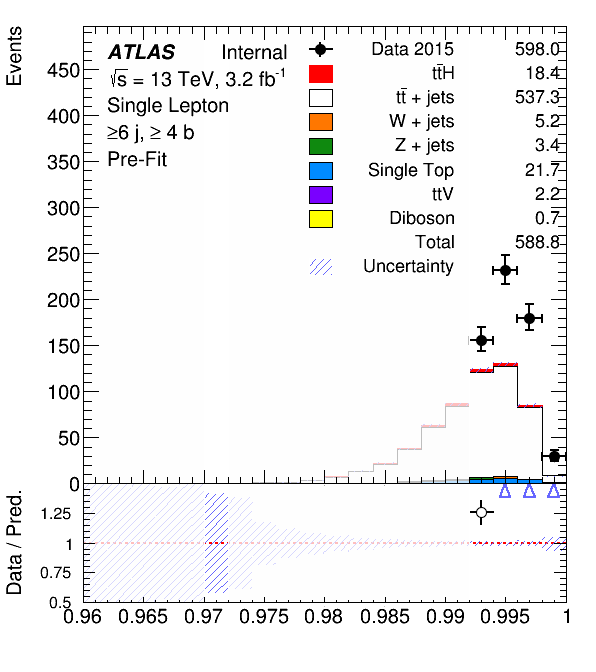 ATLAS Internal
√s = 13 TeV, 3.2 fb⁻¹
Single Lepton
≥6 j, ≥ 4 b
Pre-Fit
Data 2015 598.0
tt̄H 18.4
tt̄ + jets 537.3
W + jets 5.2
Z + jets 3.4
Single Top 21.7
ttV 2.2
Diboson 0.7
Total 588.8
Uncertainty
Events
450
400
350
300
250
200
150
100
50
0
Data / Pred.
1.25
1
0.75
0.5
0.96 0.965 0.97 0.975 0.98 0.985 0.99 0.995 1